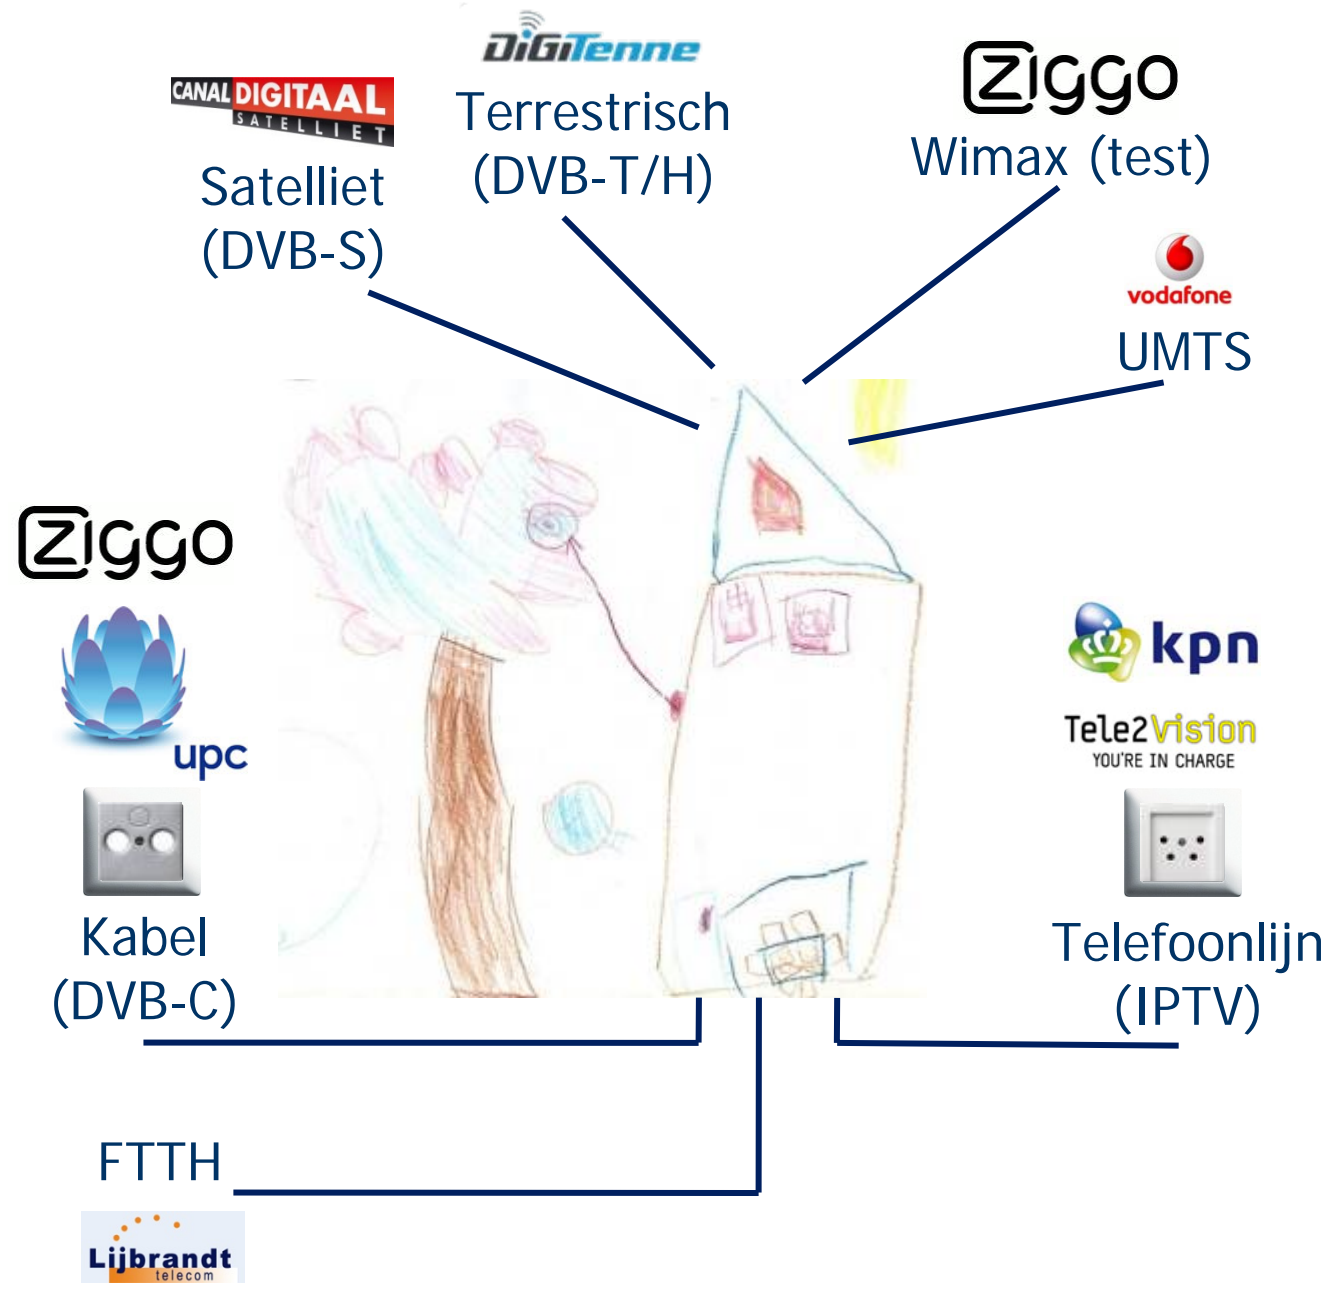 DiGiTenne
Terrestrisch
(DVB-T/H)
CANAL DIGITAAL
SATELLIET
Satelliet
(DVB-S)
ziggo
Wimax (test)
vodafone
UMTS
ziggo
upc
Kabel
(DVB-C)
kpn
Tele2Vision
YOU'RE IN CHARGE
Telefoonlijn
(IPTV)
FTTH
Lijbrandt
telecom